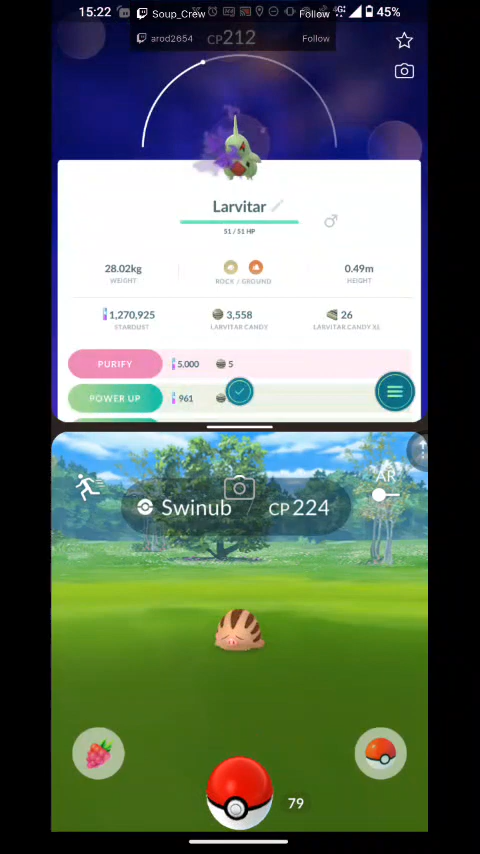 15:22
Soup_Crew
Follow
4G
45%
arod2654
CP212
Follow
Larvitar
51 / 51 HP
28.02kg
WEIGHT
ROCK / GROUND
0.49m
HEIGHT
1,270,925
STARDUST
3,558
LARVITAR CANDY
26
LARVITAR CANDY XL
PURIFY
5,000
5
POWER UP
961
AR
Swinub / CP224
79